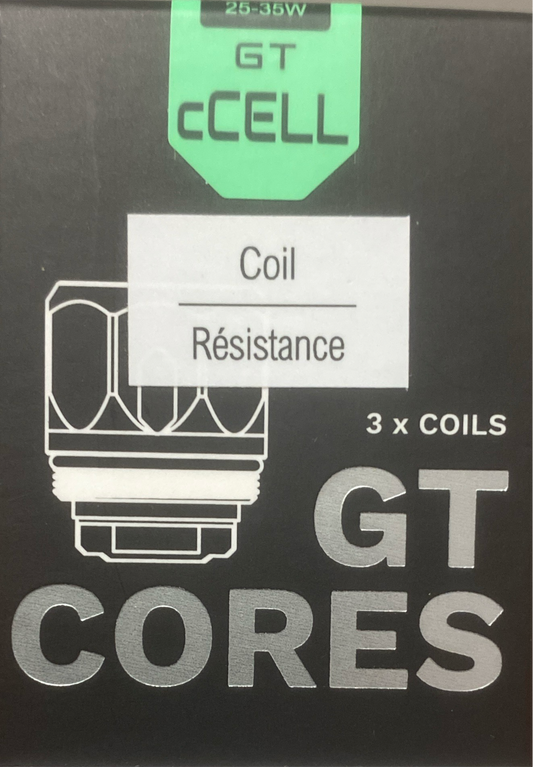 25-35W
GT
cCELL
Coil
Résistance
3 x COILS
GT
CORES